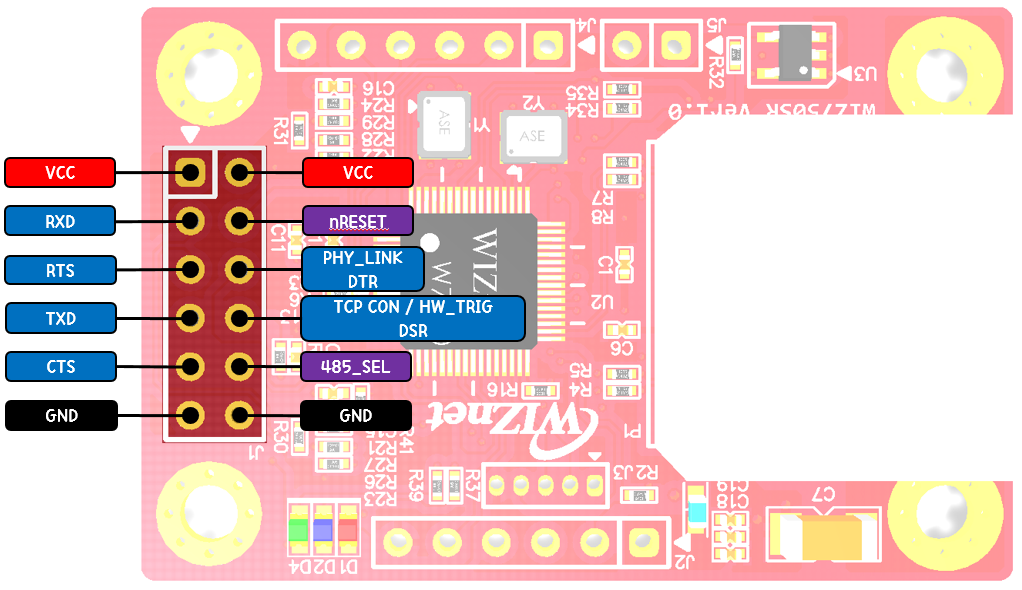 J4
J5
R32
U3
C16
R24
R29
R28
R31
ASE
Y1
Y2
ASE
R35
R34
WIZ750SR Ver1.0
VCC
VCC
RXD
nRESET
RTS
PHY_LINK
DTR
TXD
TCP CON / HW_TRIG
DSR
CTS
485_SEL
GND
GND
R7
R8
C11
WIZ
W7
C1
U2
C6
R5
R4
R16
WIZnet
P1
J1
R30
R21
R27
R26
R23
R41
R39
R37
J3
R2
C19
C18
C7
J2
D4
D2
D1